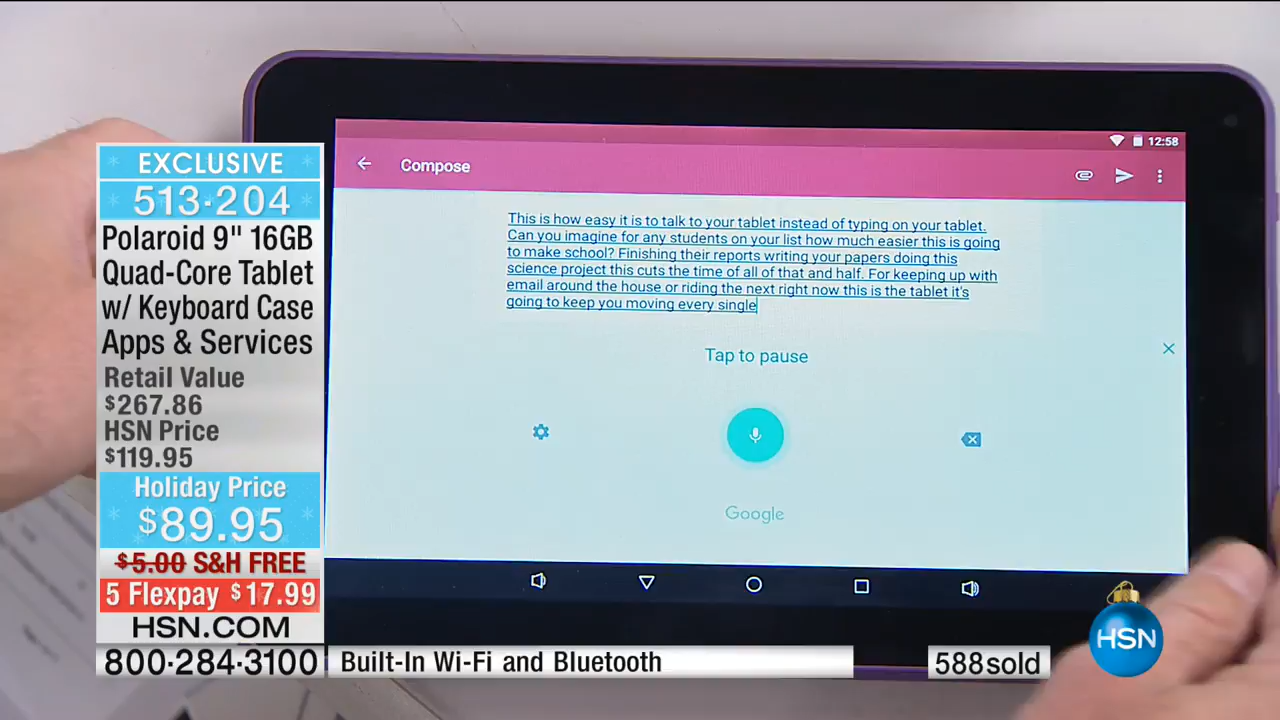 EXCLUSIVE
513·204
Polaroid 9" 16GB
Quad-Core Tablet
w/ Keyboard Case
Apps & Services
Retail Value
$267.86
HSN Price
$119.95
Holiday Price
$89.95
$5.00 S&H FREE
5 Flexpay $17.99
HSN.COM
800·284·3100
Built-In Wi-Fi and Bluetooth
588sold
HSN
12:58
Compose
This is how easy it is to talk to your tablet instead of typing on your tablet.
Can you imagine for any students on your list how much easier this is going
to make school? Finishing their reports writing your papers doing this
science project this cuts the time of all of that and half. For keeping up with
email around the house or riding the next right now this is the tablet it's
going to keep you moving every single
Tap to pause
Google